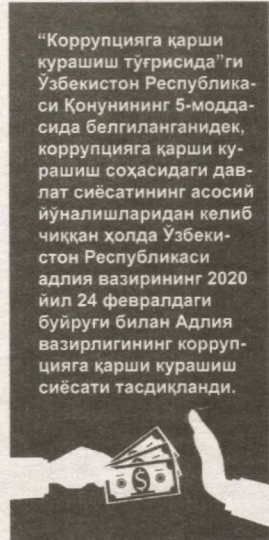 “Коррупцияга қарши
курашиш тўғрисида”ги
Ўзбекистон Республика-
си Қонунининг 5-модда-
сида белгиланганидек,
коррупцияга қарши ку-
рашиш соҳасидаги дав-
лат сиёсатининг асосий
йўналишларидан келиб
чиққан ҳолда Ўзбеки-
стон Республикаси
адлия вазирининг 2020
йил 24 февралдаги
буйруғи билан Адлия
вазирлигининг корруп-
цияга қарши курашиш
сиёсати тасдиқланди.
$